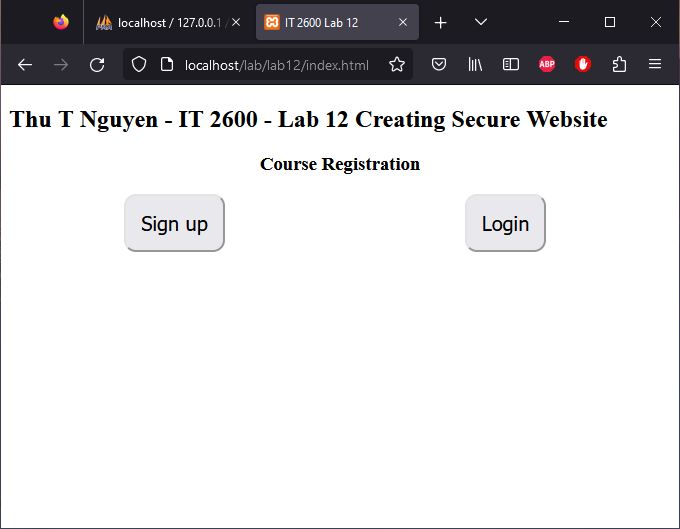 localhost / 127.0.0.1 /
IT 2600 Lab 12
localhost/lab/lab12/index.html
ABP
Thu T Nguyen - IT 2600 - Lab 12 Creating Secure Website
Course Registration
Sign up
Login